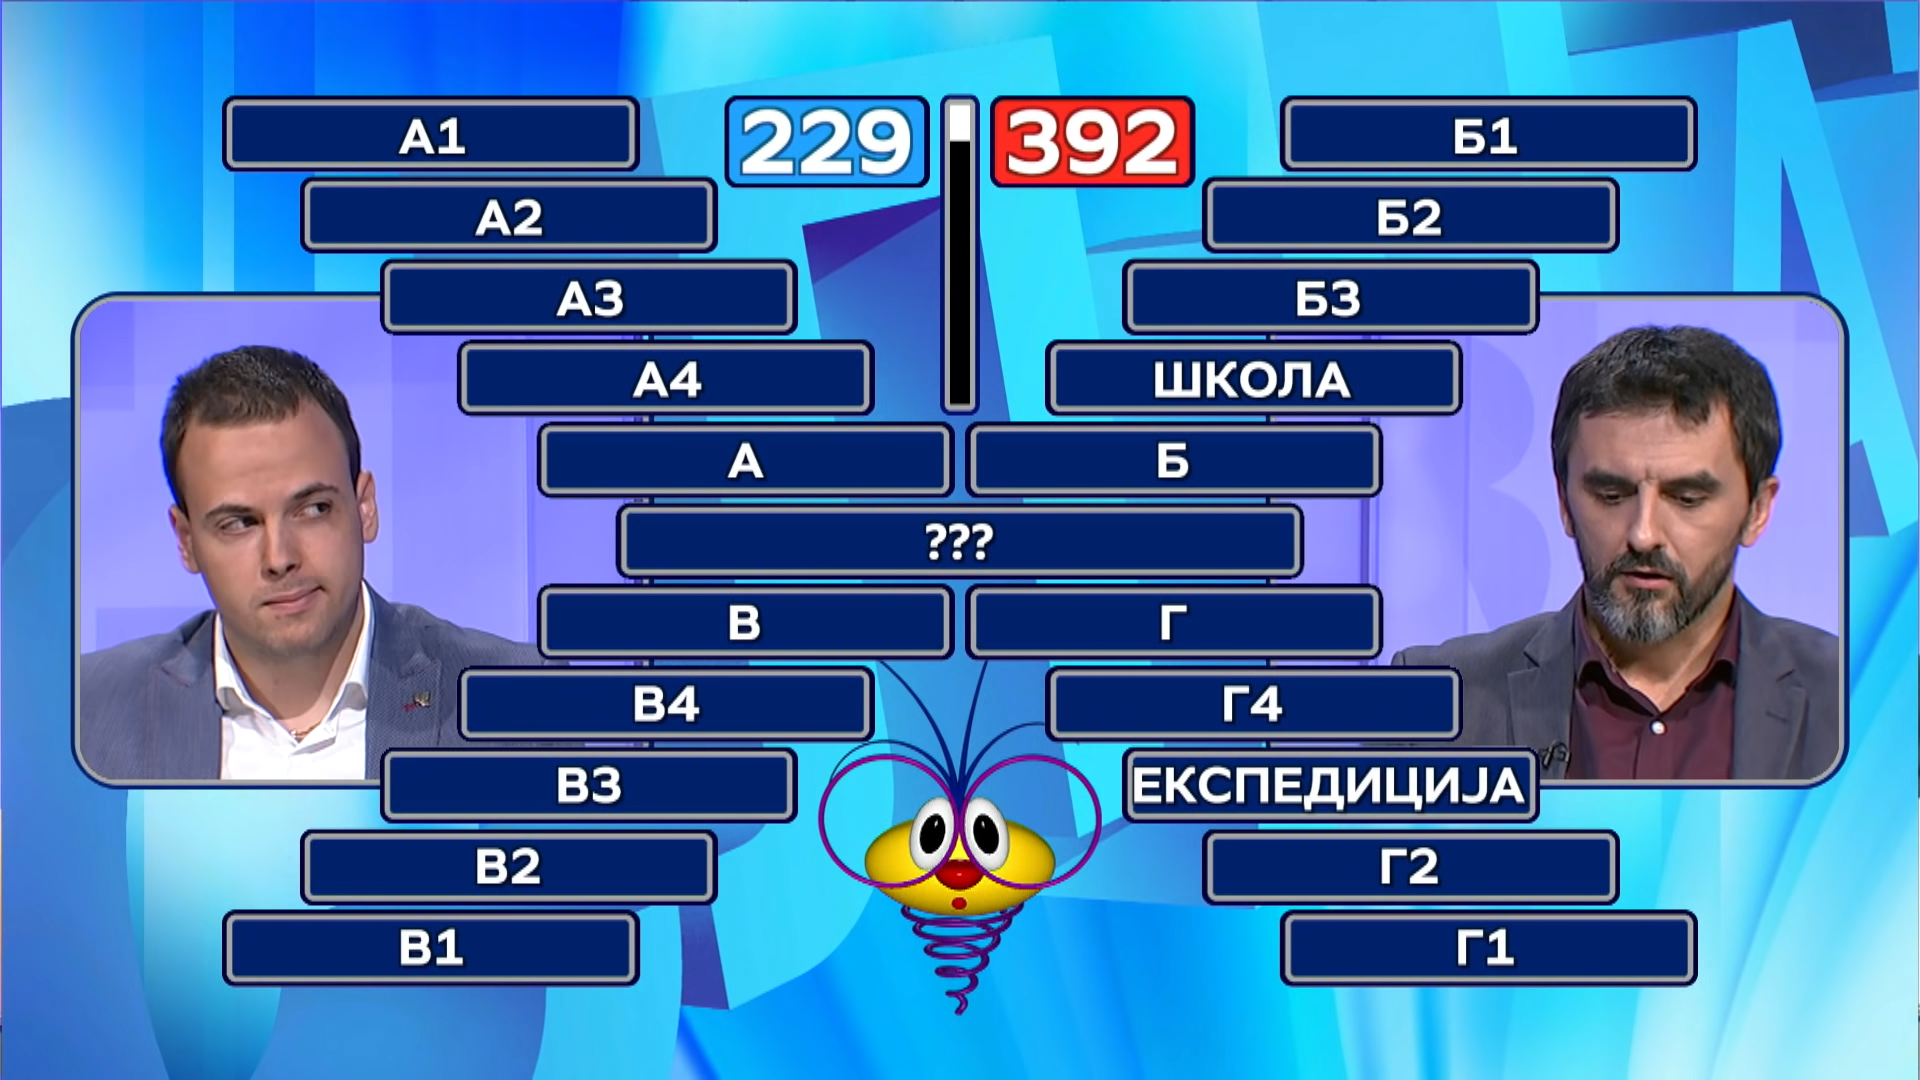 А1
229
392
Б1
А2
Б2
А3
Б3
А4
ШКОЛА
А
Б
???
В
Г
В4
Г4
В3
ЕКСПЕДИЦИЈА
В2
Г2
В1
Г1